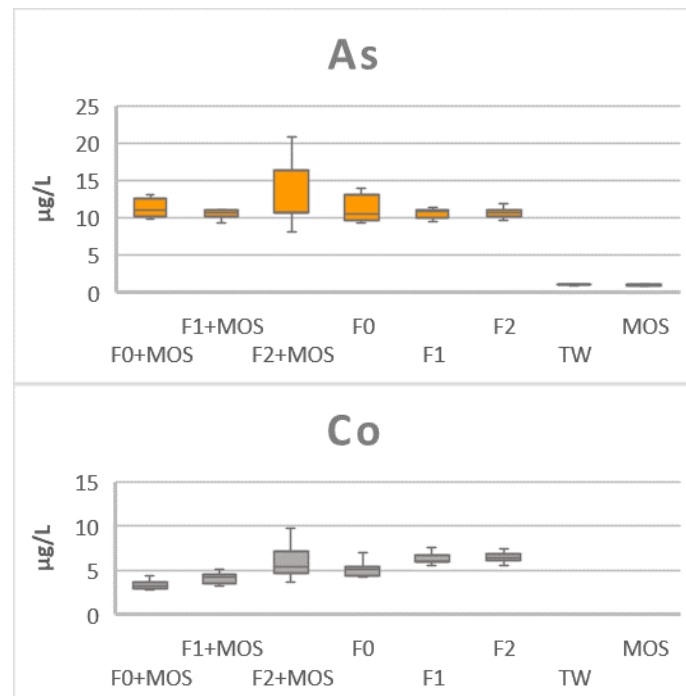 As
25
20
15
10
5
0
µg/L
F1+MOS F0 F2 MOS
F0+MOS F2+MOS F1 TW
Co
15
10
5
0
µg/L
F1+MOS F0 F2 MOS
F0+MOS F2+MOS F1 TW